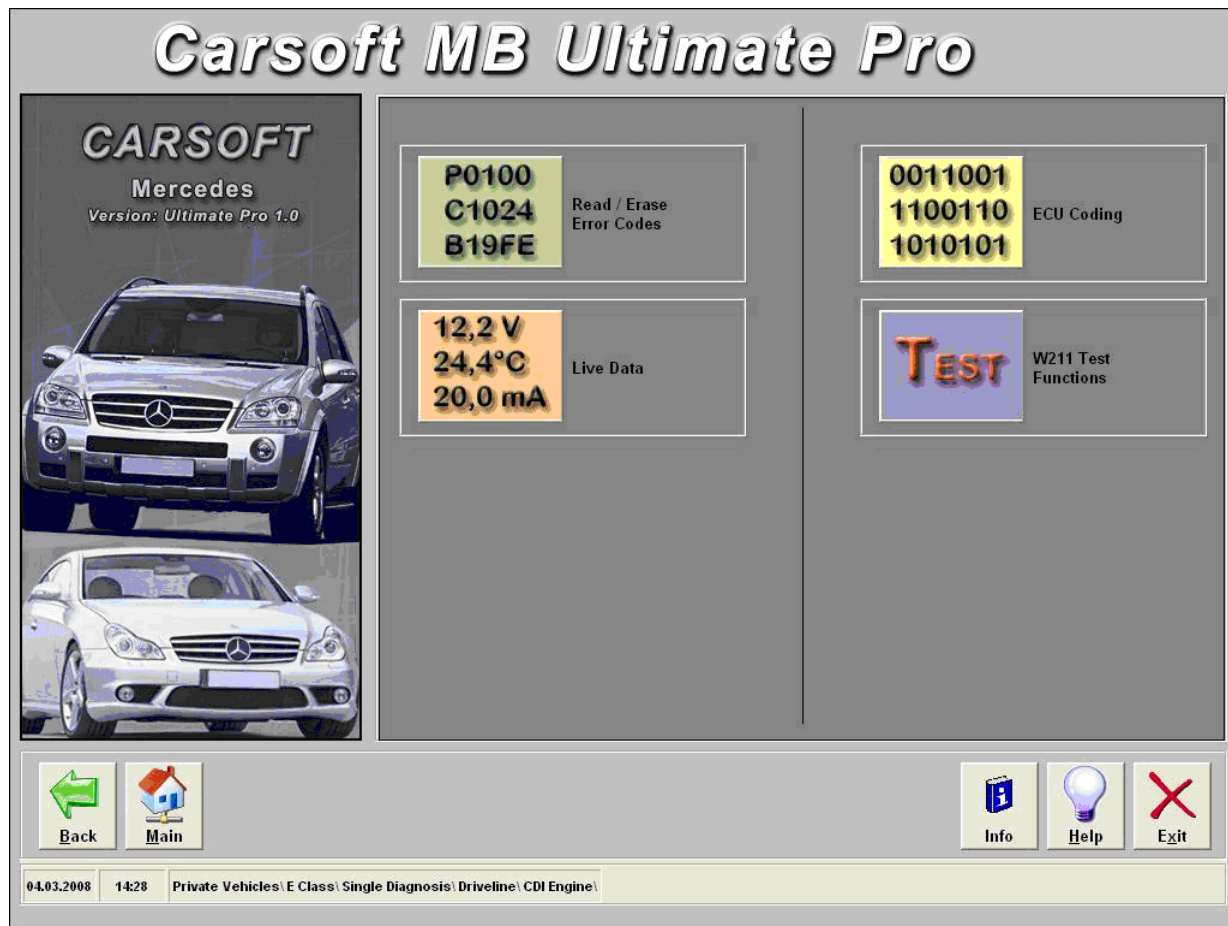 Carsoft MB Ultimate Pro
CARSOFT
Mercedes
Version: Ultimate Pro 1.0
P0100
C1024
B19FE
Read / Erase
Error Codes
12,2 V
24,4°C
20,0 mA
Live Data
0011001
1100110
1010101
ECU Coding
TEST
W211 Test
Functions
Back
Main
Info
Help
Exit
04.03.2008
14:28
Private Vehicles\E Class\Single Diagnosis\Driveline\CDI Engine\